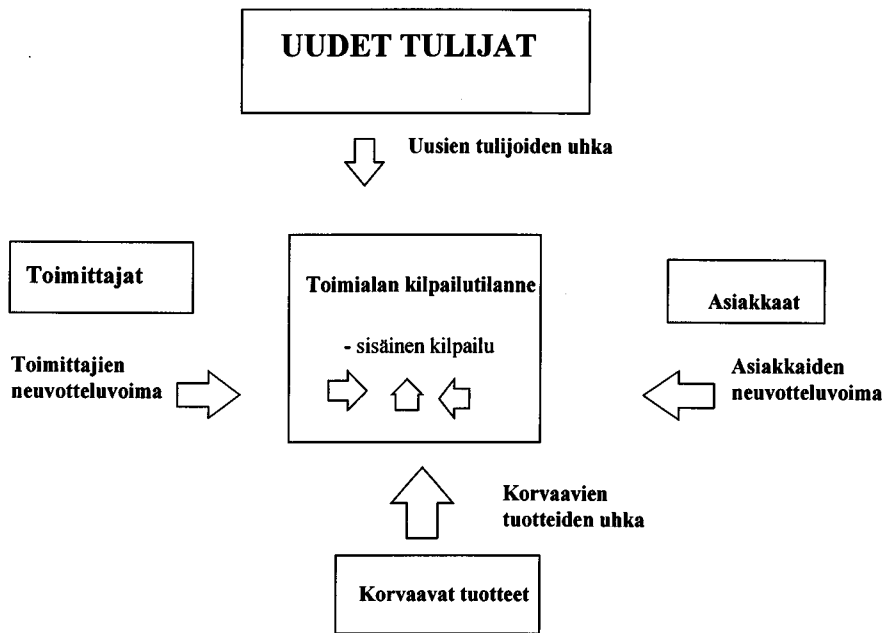 UUDET TULIJAT
Uusien tulijoiden uhka
Toimittajat
Toimialan kilpailutilanne
- sisäinen kilpailu
Asiakkaat
Toimittajien
neuvotteluvoima
Asiakkaiden
neuvotteluvoima
Korvaavien
tuotteiden uhka
Korvaavat tuotteet